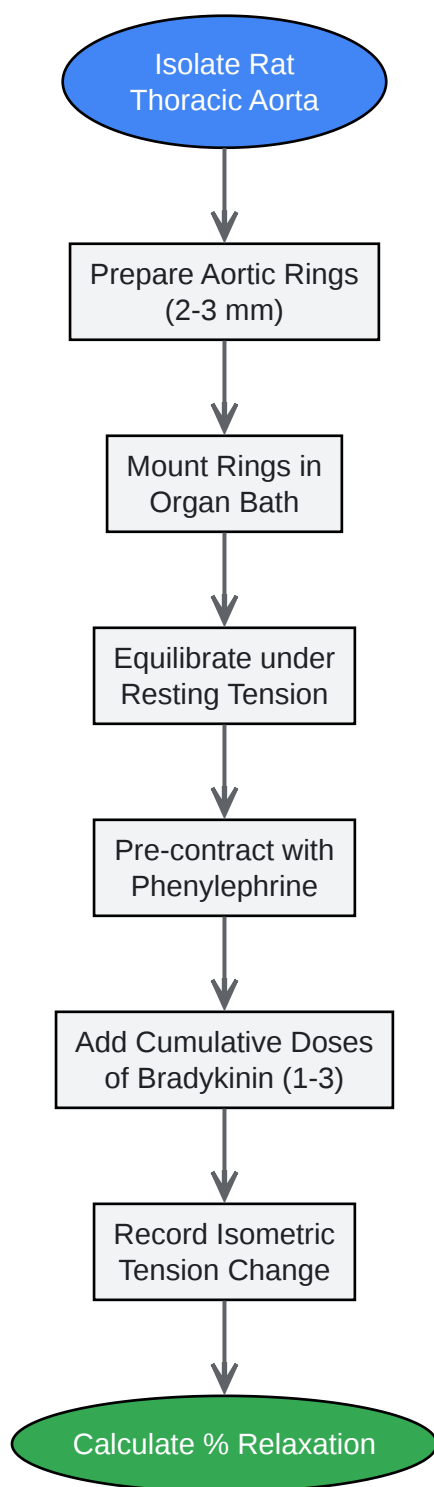 Isolate Rat
Thoracic Aorta
Prepare Aortic Rings
(2-3 mm)
Mount Rings in
Organ Bath
Equilibrate under
Resting Tension
Pre-contract with
Phenylephrine
Add Cumulative Doses
of Bradykinin (1-3)
Record Isometric
Tension Change
Calculate % Relaxation